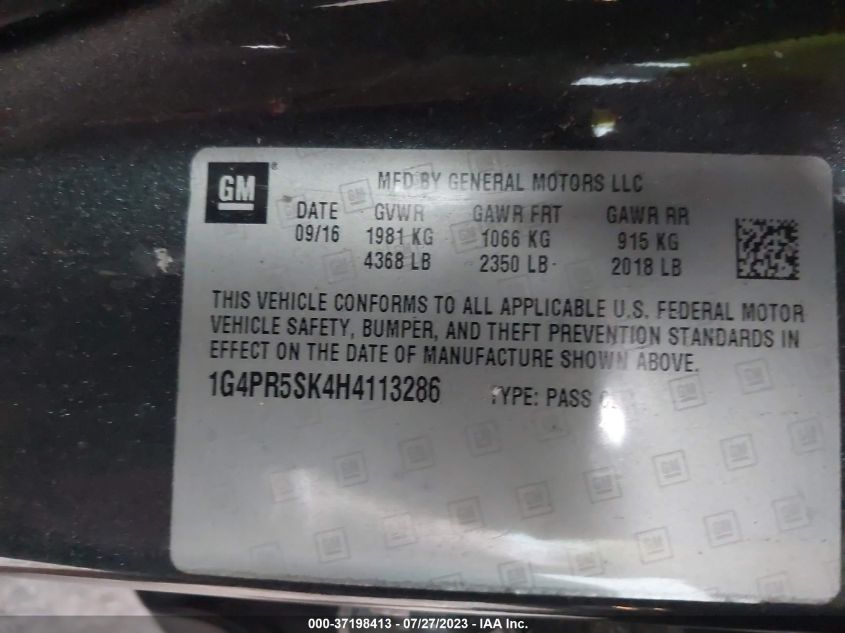 GM ®
MFD BY GENERAL MOTORS LLC
DATE GVWR GAWR FRT GAWR RR
09/16 1981 KG 1066 KG 915 KG
4368 LB 2350 LB 2018 LB
THIS VEHICLE CONFORMS TO ALL APPLICABLE U.S. FEDERAL MOTOR
VEHICLE SAFETY, BUMPER, AND THEFT PREVENTION STANDARDS IN
EFFECT ON THE DATE OF MANUFACTURE SHOWN ABOVE.
1G4PR5SK4H4113286 TYPE: PASS
000-37198413 - 07/27/2023 - IAA Inc.